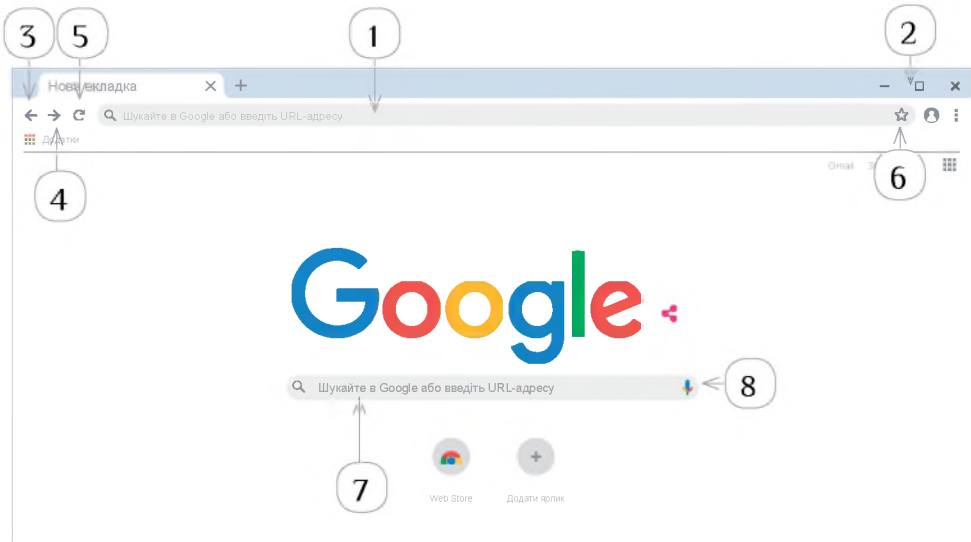 3 5 1 2
Нова вкладка
Шукайте в Google або введіть URL-адресу
Додатки
Gmail
4 6
Google
Шукайте в Google або введіть URL-адресу
8
7
Web Store Додати ярлик